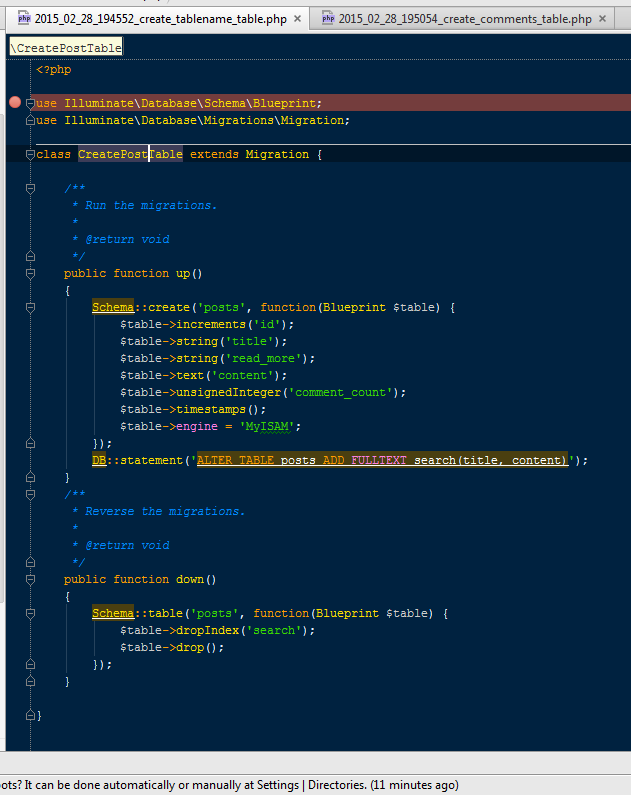 2015_02_28_194552_create_tablename_table.php × 2015_02_28_195054_create_comments_table.php ×
\CreatePostTable
<?php
use Illuminate\Database\Schema\Blueprint;
use Illuminate\Database\Migrations\Migration;
class CreatePostTable extends Migration {
/**
* Run the migrations.
*
* @return void
*/
public function up()
{
Schema::create('posts', function(Blueprint $table) {
$table->increments('id');
$table->string('title');
$table->string('read_more');
$table->text('content');
$table->unsignedInteger('comment_count');
$table->timestamps();
$table->engine = 'MyISAM';
});
DB::statement('ALTER TABLE posts ADD FULLTEXT search(title, content)');
}
/**
* Reverse the migrations.
*
* @return void
*/
public function down()
{
Schema::table('posts', function(Blueprint $table) {
$table->dropIndex('search');
$table->drop();
});
}
}
ots? It can be done automatically or manually at Settings | Directories. (11 minutes ago)